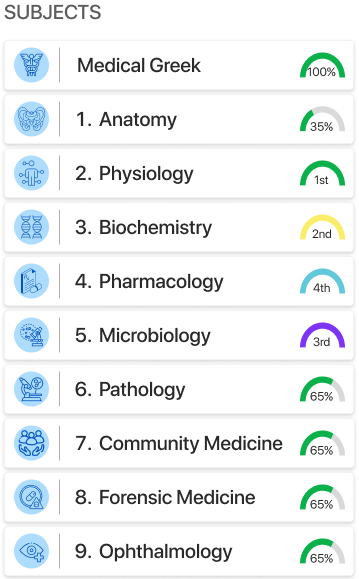 SUBJECTS
Medical Greek 100%
1. Anatomy 35%
2. Physiology 1st
3. Biochemistry 2nd
4. Pharmacology 4th
5. Microbiology 3rd
6. Pathology 65%
7. Community Medicine 65%
8. Forensic Medicine 65%
9. Ophthalmology 65%